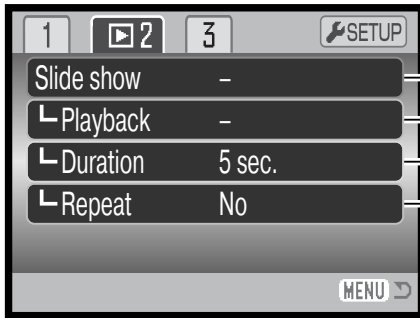 1 2 3 SETUP
Slide show –
Playback –
Duration 5 sec.
Repeat No
MENU